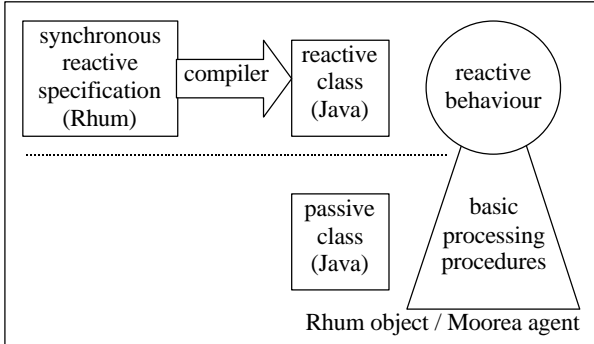 synchronous
reactive
specification
(Rhum)
compiler
reactive
class
(Java)
reactive
behaviour
passive
class
(Java)
basic
processing
procedures
Rhum object / Moorea agent